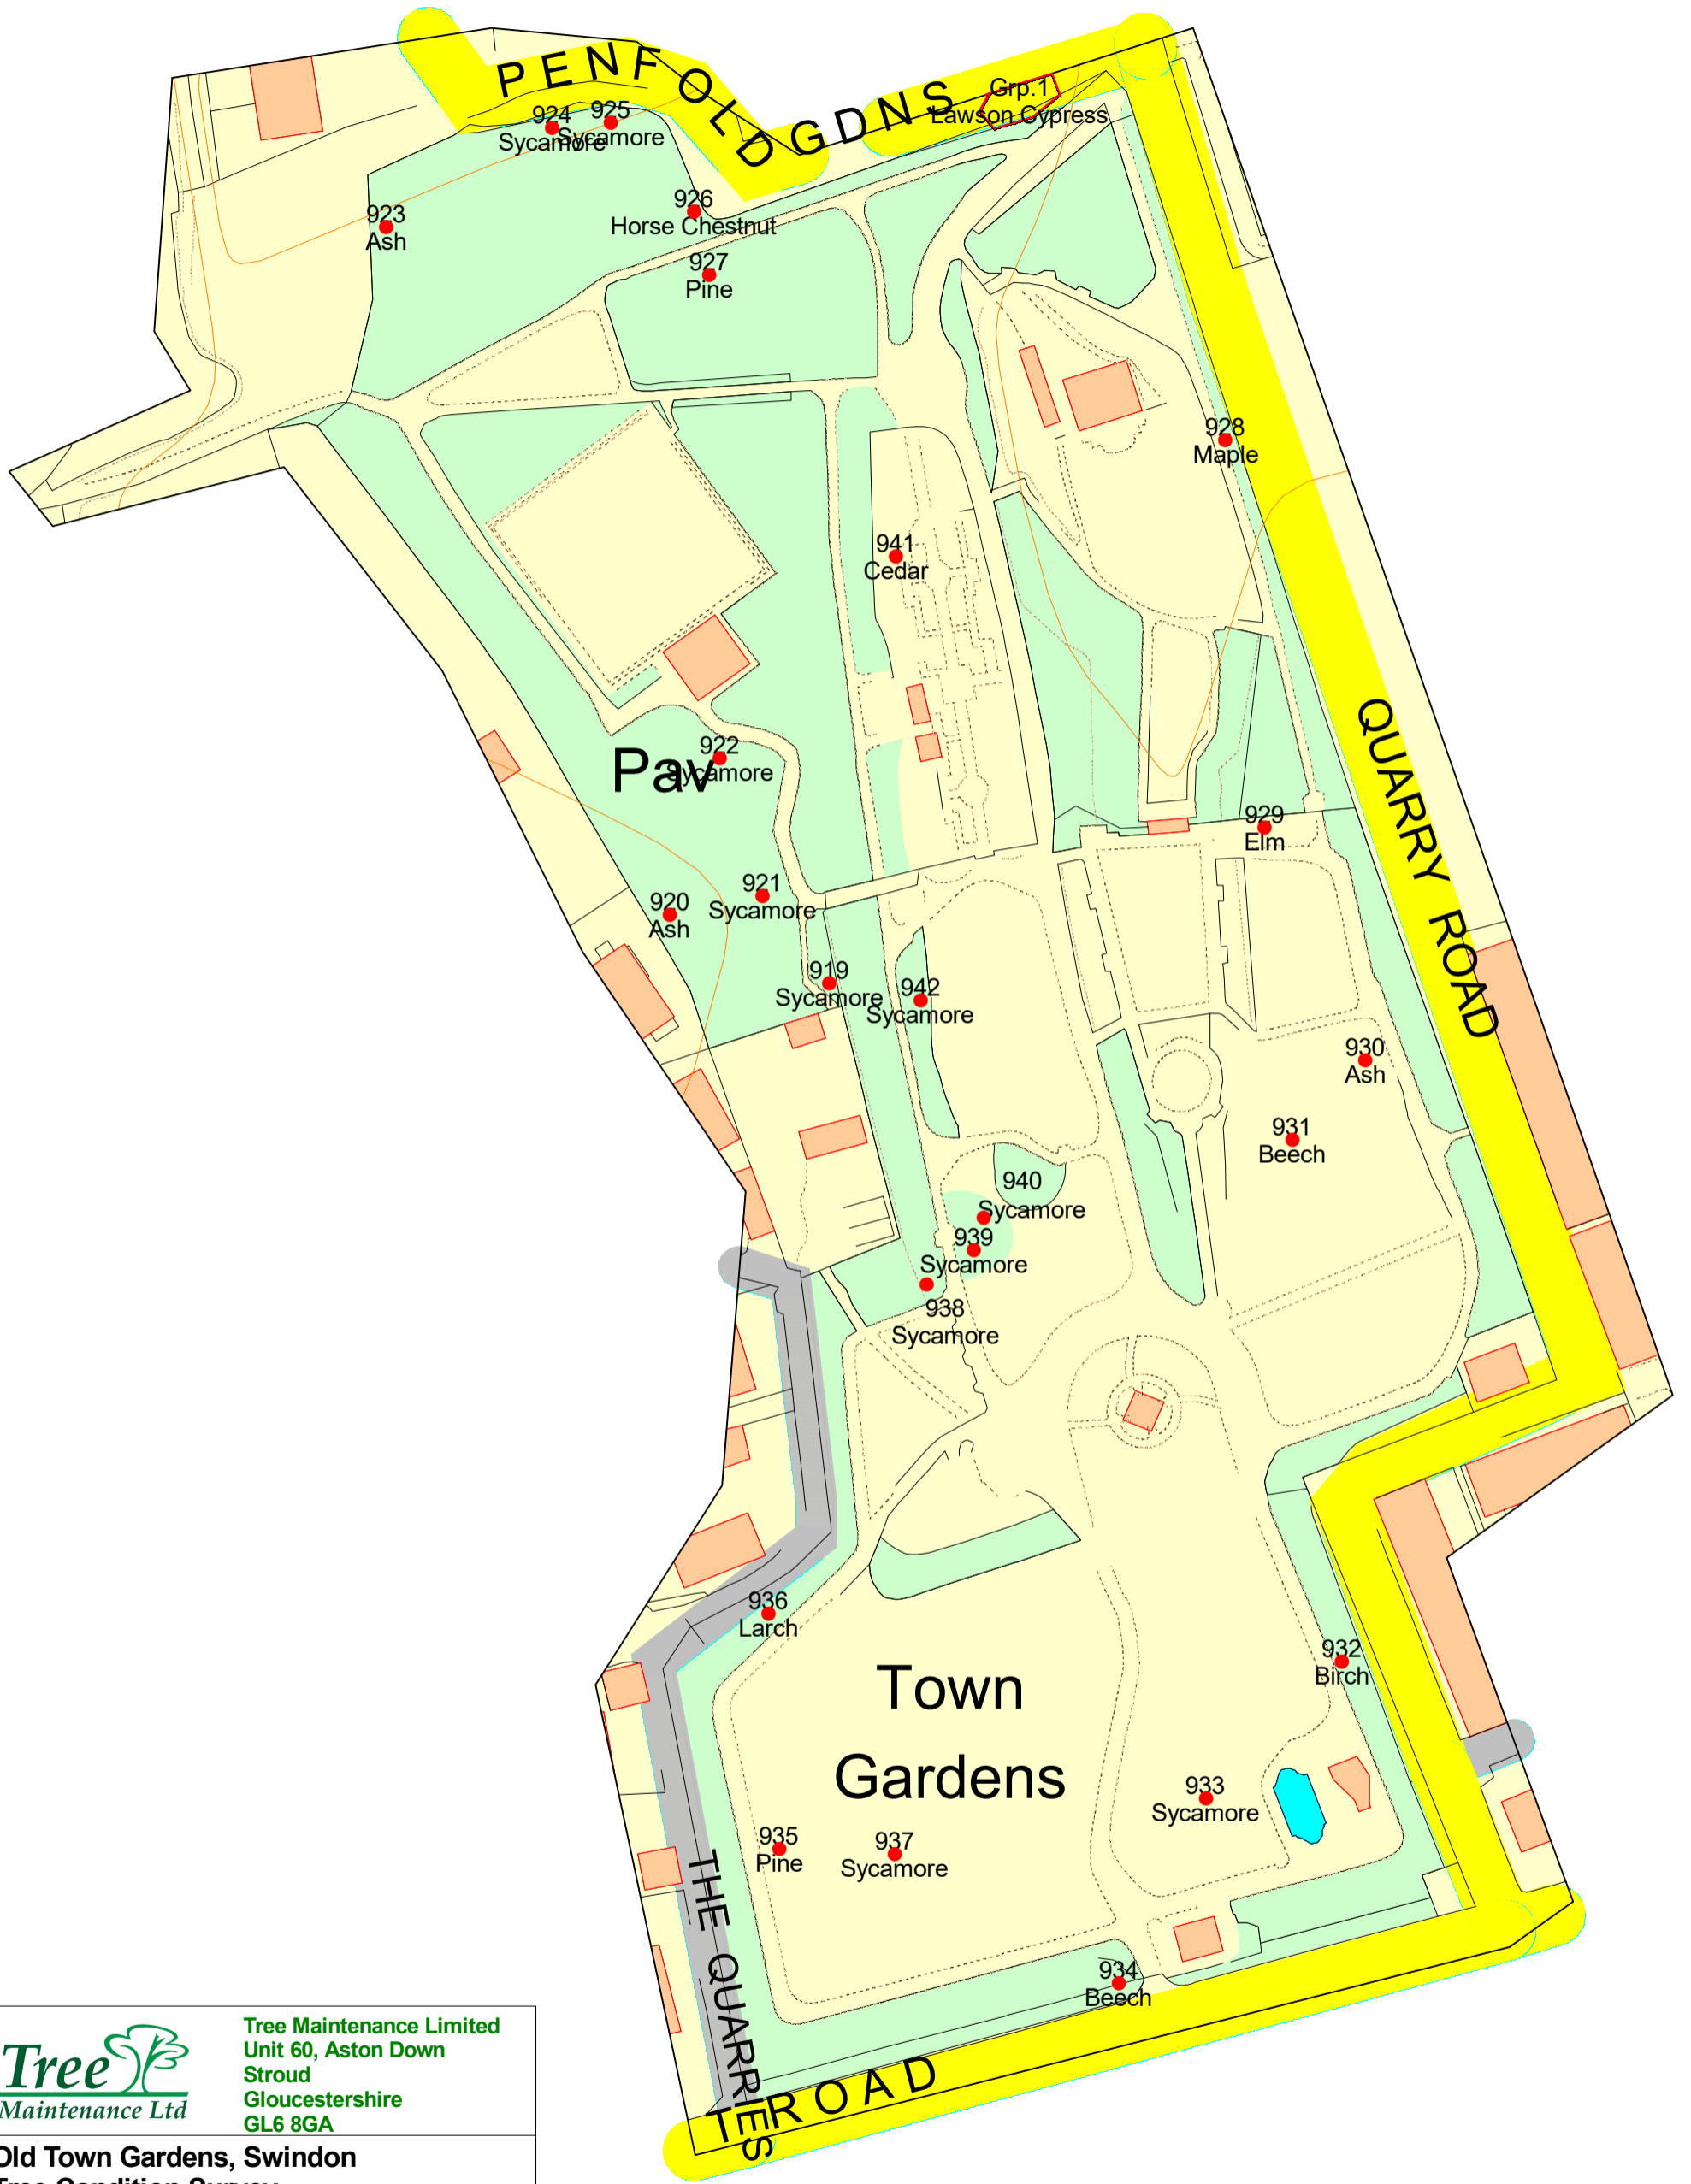 PENFOLD GDNS
Grp.1
Lawson Cypress
924
Sycamore
925
Sycamore
923
Ash
926
Horse Chestnut
927
Pine
928
Maple
941
Cedar
QUARRY ROAD
Pav
922
Sycamore
929
Elm
921
Sycamore
920
Ash
919
Sycamore
942
Sycamore
930
Ash
931
Beech
940
Sycamore
939
Sycamore
938
Sycamore
936
Larch
932
Birch
Town
Gardens
933
Sycamore
935
Pine
937
Sycamore
THE QUARRIES
934
Beech
T ROAD
Tree
Maintenance Ltd
Tree Maintenance Limited
Unit 60, Aston Down
Stroud
Gloucestershire
GL6 8GA
Old Town Gardens, Swindon
Tree Condition Survey